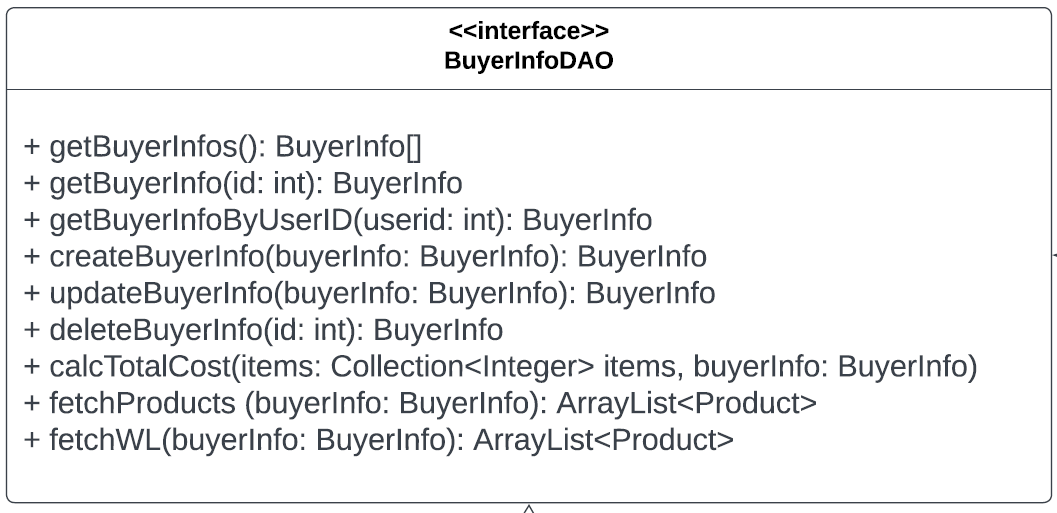 <<interface>>
BuyerInfoDAO
+ getBuyerInfos(): BuyerInfo[]
+ getBuyerInfo(id: int): BuyerInfo
+ getBuyerInfoByUserID(userid: int): BuyerInfo
+ createBuyerInfo(buyerInfo: BuyerInfo): BuyerInfo
+ updateBuyerInfo(buyerInfo: BuyerInfo): BuyerInfo
+ deleteBuyerInfo(id: int): BuyerInfo
+ calcTotalCost(items: Collection<Integer> items, buyerInfo: BuyerInfo)
+ fetchProducts (buyerInfo: BuyerInfo): ArrayList<Product>
+ fetchWL(buyerInfo: BuyerInfo): ArrayList<Product>